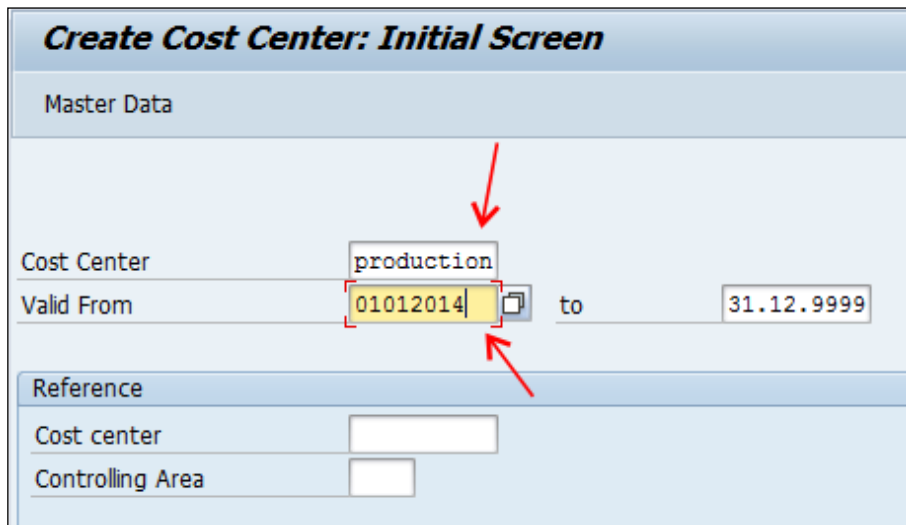 Create Cost Center: Initial Screen
Master Data
Cost Center production
Valid From 01012014 to 31.12.9999
Reference
Cost center
Controlling Area